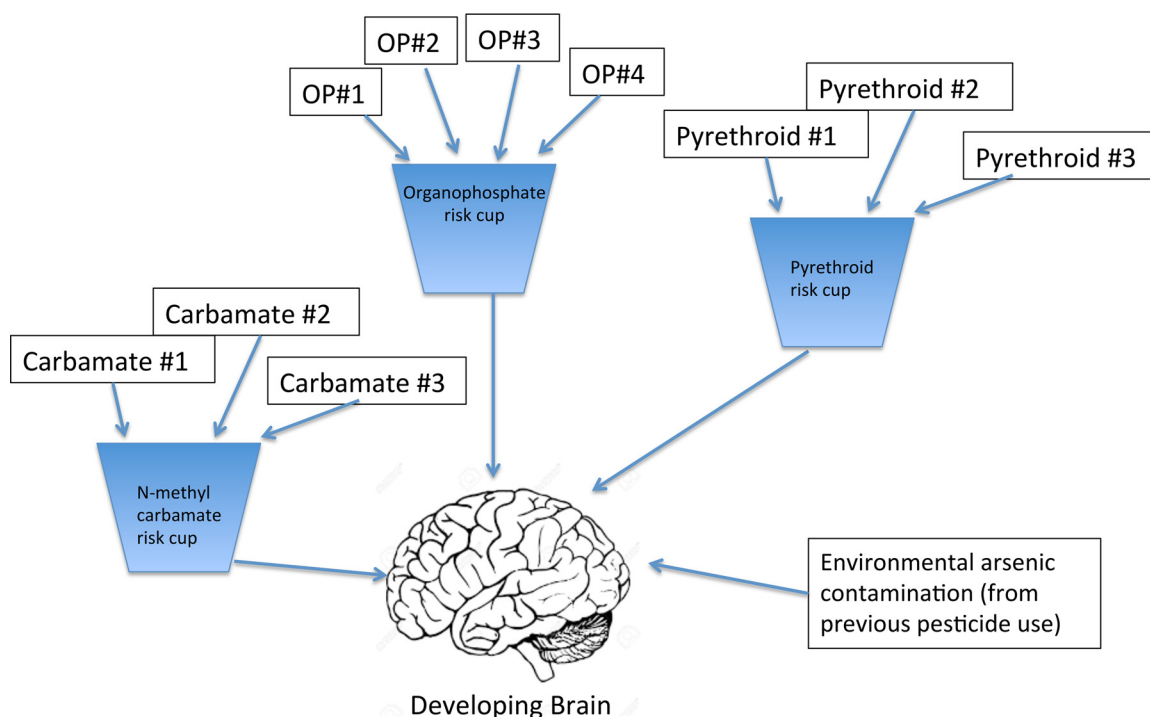 OP#1
OP#2
OP#3
OP#4
Organophosphate
risk cup
Pyrethroid #1
Pyrethroid #2
Pyrethroid #3
Pyrethroid
risk cup
Carbamate #1
Carbamate #2
Carbamate #3
N-methyl
carbamate
risk cup
Environmental arsenic
contamination (from
previous pesticide use)
Developing Brain